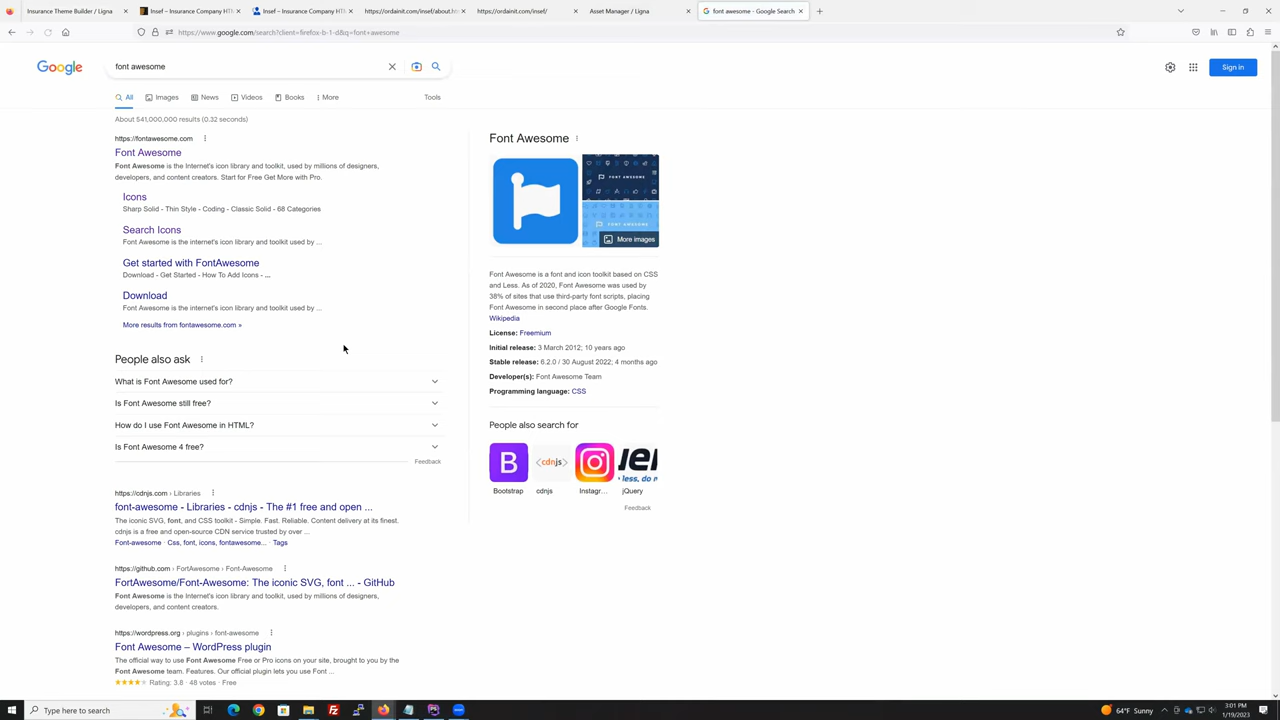 Insurance Theme Builder / Ligna
Insef – Insurance Company HTM
Insef – Insurance Company HTM
https://ordainit.com/insef/about.htm
https://ordainit.com/insef/
Asset Manager / Ligna
font awesome - Google Search
https://www.google.com/search?client=firefox-b-1-d&q=font+awesome
Google
font awesome
Sign in
All
Images
News
Videos
Books
More
Tools
About 541,000,000 results (0.32 seconds)
https://fontawesome.com
Font Awesome
Font Awesome is the Internet's icon library and toolkit, used by millions of designers,
developers, and content creators. Start for Free Get More with Pro.
Icons
Sharp Solid - Thin Style - Coding - Classic Solid - 68 Categories
Search Icons
Font Awesome is the internet's icon library and toolkit used by ...
Get started with FontAwesome
Download - Get Started - How To Add Icons - ...
Download
Font Awesome is the internet's icon library and toolkit used by ...
More results from fontawesome.com »
People also ask
What is Font Awesome used for?
Is Font Awesome still free?
How do I use Font Awesome in HTML?
Is Font Awesome 4 free?
Feedback
https://cdnjs.com › Libraries
font-awesome - Libraries - cdnjs - The #1 free and open ...
The iconic SVG, font, and CSS toolkit - Simple. Fast. Reliable. Content delivery at its finest.
cdnjs is a free and open-source CDN service trusted by over ...
Font-awesome · Css, font, icons, fontawesome... · Tags
https://github.com › FortAwesome › Font-Awesome
FortAwesome/Font-Awesome: The iconic SVG, font ... - GitHub
Font Awesome is the Internet's icon library and toolkit, used by millions of designers,
developers, and content creators.
https://wordpress.org › plugins › font-awesome
Font Awesome – WordPress plugin
The official way to use Font Awesome Free or Pro icons on your site, brought to you by the
Font Awesome team. Features. Our official plugin lets you use Font ...
Rating: 3.8 · 48 votes · Free
Font Awesome
FONT AWESOME
FONT AWESOME
More images
Font Awesome is a font and icon toolkit based on CSS
and Less. As of 2020, Font Awesome was used by
38% of sites that use third-party font scripts, placing
Font Awesome in second place after Google Fonts.
Wikipedia
License: Freemium
Initial release: 3 March 2012; 10 years ago
Stable release: 6.2.0 / 30 August 2022; 4 months ago
Developer(s): Font Awesome Team
Programming language: CSS
People also search for
B
cdnjs
Bootstrap
cdnjs
Instagr...
jQuery
Feedback
Type here to search
64°F Sunny
3:01 PM
1/19/2023